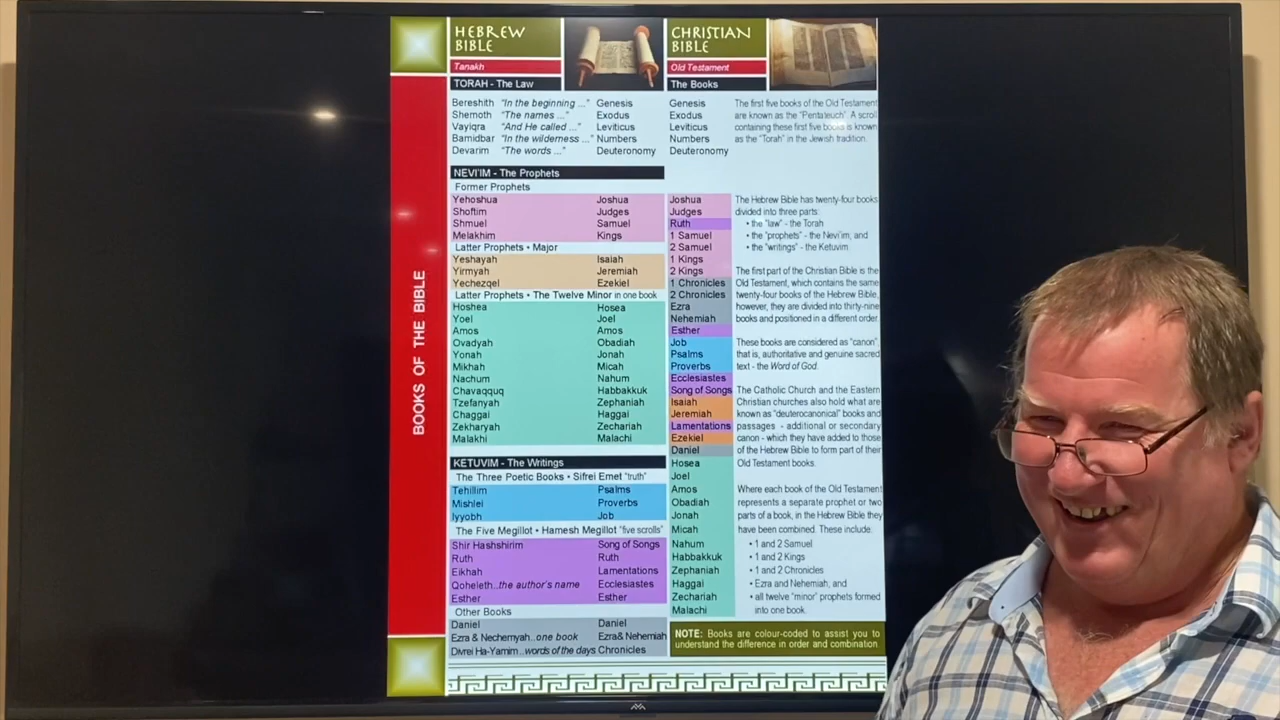 BOOKS OF THE BIBLE
HEBREW
BIBLE
Tanakh
TORAH - The Law
Bereshith "In the beginning ..." Genesis
Shemoth "The names ..." Exodus
Vayiqra "And He called ..." Leviticus
Bamidbar "In the wilderness ..." Numbers
Devarim "The words ..." Deuteronomy
NEVI'IM - The Prophets
Former Prophets
Yehoshua Joshua
Shoftim Judges
Shmuel Samuel
Melakhim Kings
Latter Prophets • Major
Yeshayah Isaiah
Yirmyah Jeremiah
Yechezqel Ezekiel
Latter Prophets • The Twelve Minor in one book
Hoshea Hosea
Yoel Joel
Amos Amos
Ovadyah Obadiah
Yonah Jonah
Mikhah Micah
Nachum Nahum
Chavaqquq Habbakkuk
Tzefanyah Zephaniah
Chaggai Haggai
Zekharyah Zechariah
Malakhi Malachi
KETUVIM - The Writings
The Three Poetic Books • Sifrei Emet "truth"
Tehillim Psalms
Mishlei Proverbs
Iyyobh Job
The Five Megillot • Hamesh Megillot "five scrolls"
Shir Hashshirim Song of Songs
Ruth Ruth
Eikhah Lamentations
Qoheleth...the author's name Ecclesiastes
Esther Esther
Other Books
Daniel Daniel
Ezra & Nechemyah...one book Ezra& Nehemiah
Divrei Ha-Yamim...words of the days Chronicles
CHRISTIAN
BIBLE
Old Testament
The Books
Genesis
Exodus
Leviticus
Numbers
Deuteronomy
Joshua
Judges
Ruth
1 Samuel
2 Samuel
1 Kings
2 Kings
1 Chronicles
2 Chronicles
Ezra
Nehemiah
Esther
Job
Psalms
Proverbs
Ecclesiastes
Song of Songs
Isaiah
Jeremiah
Lamentations
Ezekiel
Daniel
Hosea
Joel
Amos
Obadiah
Jonah
Micah
Nahum
Habbakkuk
Zephaniah
Haggai
Zechariah
Malachi
The first five books of the Old Testament
are known as the "Pentateuch". A scroll
containing these first five books is known
as the "Torah" in the Jewish tradition.
The Hebrew Bible has twenty-four books
divided into three parts:
• the "law" - the Torah
• the "prophets" - the Nevi'im; and
• the "writings" - the Ketuvim
The first part of the Christian Bible is the
Old Testament, which contains the same
twenty-four books of the Hebrew Bible,
however, they are divided into thirty-nine
books and positioned in a different order.
These books are considered as "canon",
that is, authoritative and genuine sacred
text - the Word of God.
The Catholic Church and the Eastern
Christian churches also hold what are
known as "deuterocanonical" books and
passages - additional or secondary
canon - which they have added to those
of the Hebrew Bible to form part of their
Old Testament books.
Where each book of the Old Testament
represents a separate prophet or two
parts of a book, in the Hebrew Bible they
have been combined. These include:
• 1 and 2 Samuel
• 1 and 2 Kings
• 1 and 2 Chronicles
• Ezra and Nehemiah; and
• all twelve "minor" prophets formed
into one book.
NOTE: Books are colour-coded to assist you to
understand the difference in order and combination